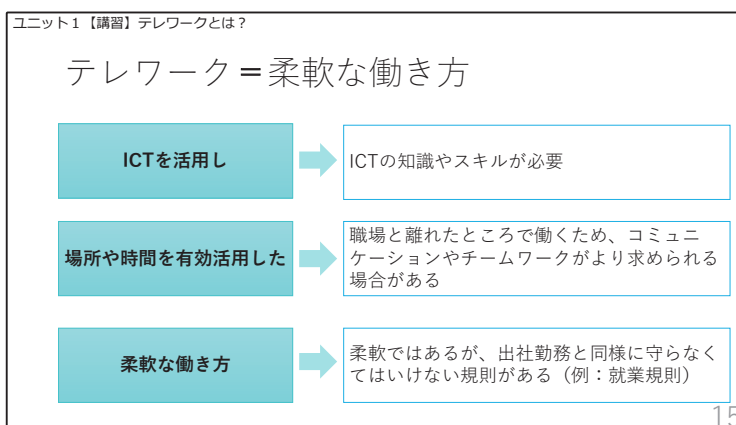 ユニット１【講習】テレワークとは？
テレワーク＝柔軟な働き方
ICTを活用し
ICTの知識やスキルが必要
場所や時間を有効活用した
職場と離れたところで働くため、コミュニ
ケーションやチームワークがより求められる
場合がある
柔軟な働き方
柔軟ではあるが、出社勤務と同様に守らなく
てはいけない規則がある（例：就業規則）
15